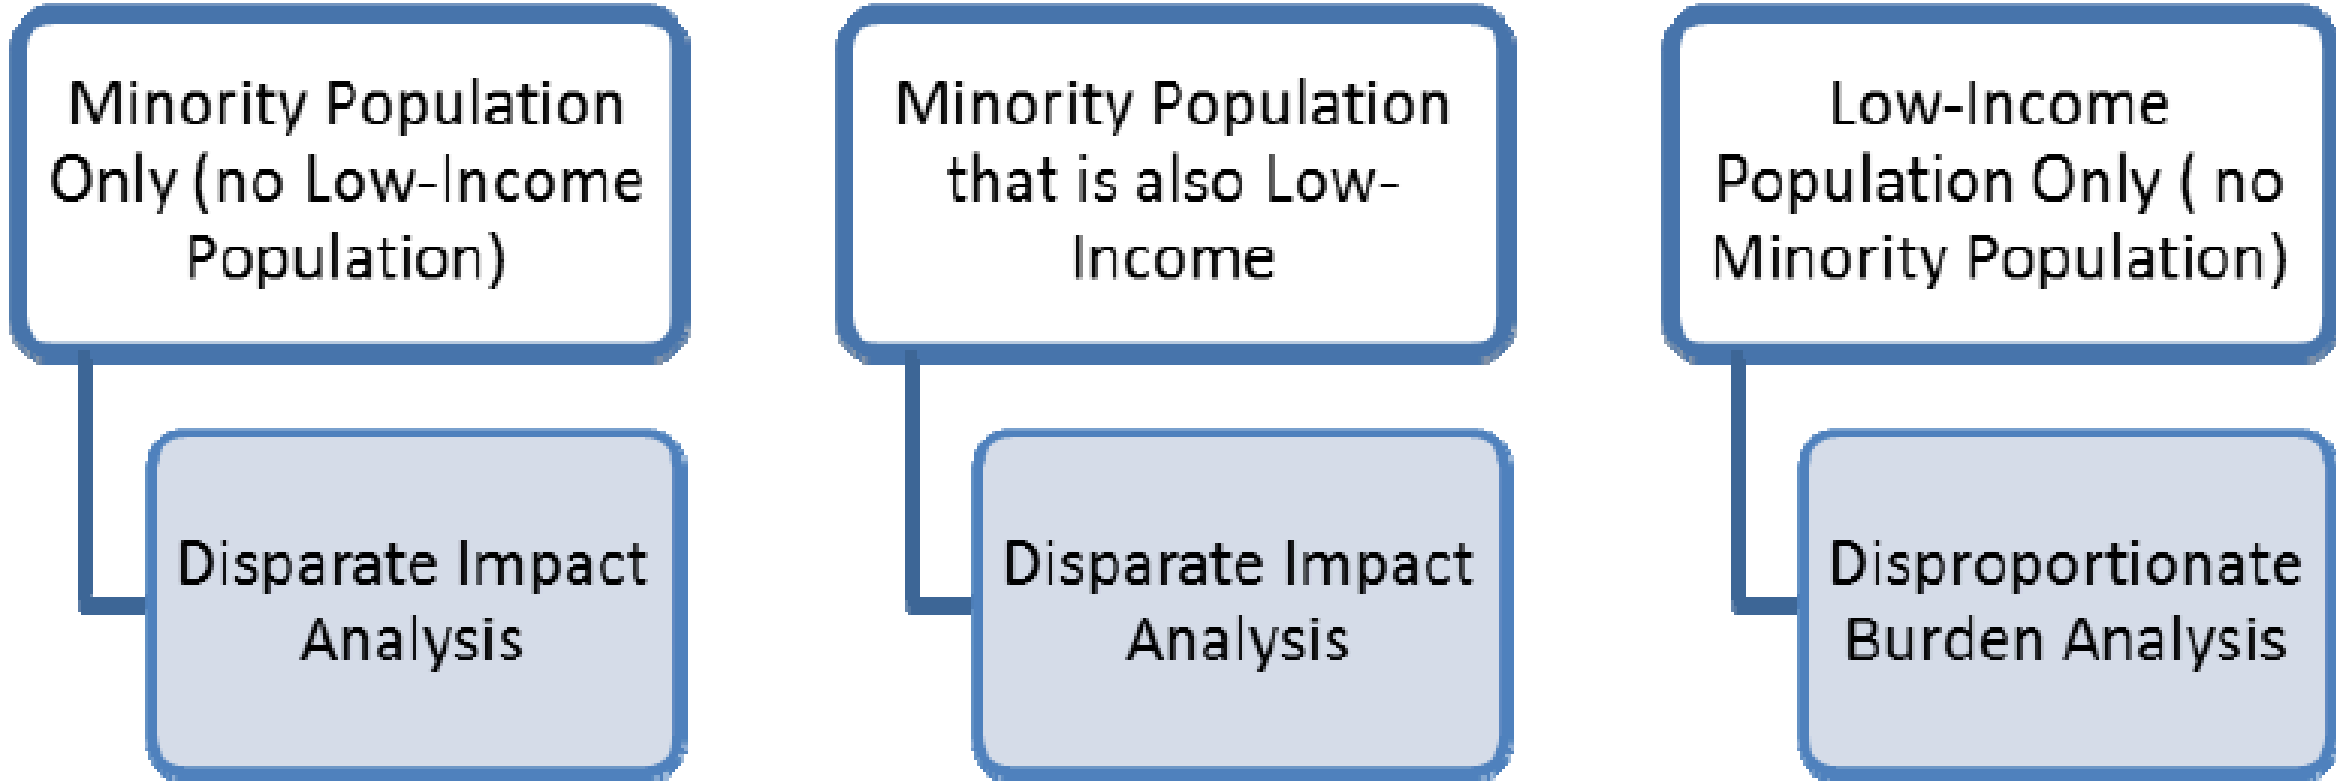 Minority Population
Only (no Low-Income
Population)
Disparate Impact
Analysis
Minority Population
that is also Low-
Income
Disparate Impact
Analysis
Low-Income
Population Only ( no
Minority Population)
Disproportionate
Burden Analysis